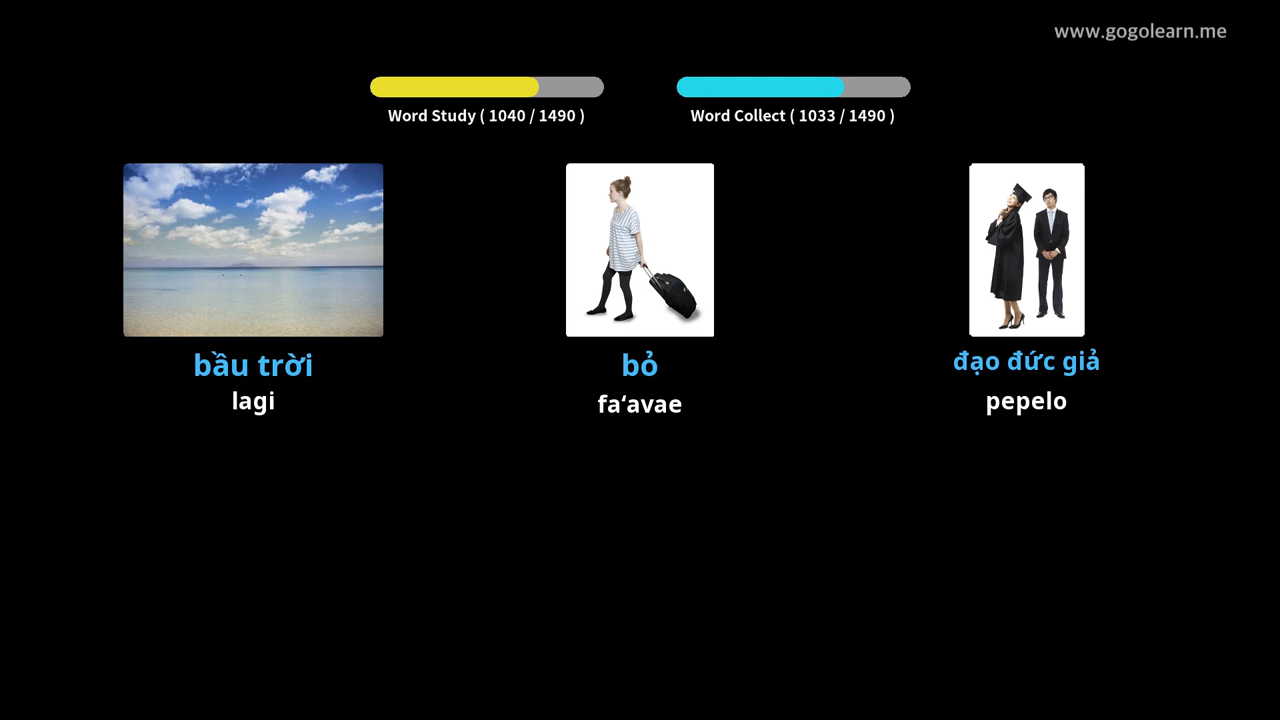 www.gogolearn.me
Word Study ( 1040 / 1490 )
Word Collect ( 1033 / 1490 )
bầu trời
lagi
bỏ
faʻavae
đạo đức giả
pepelo